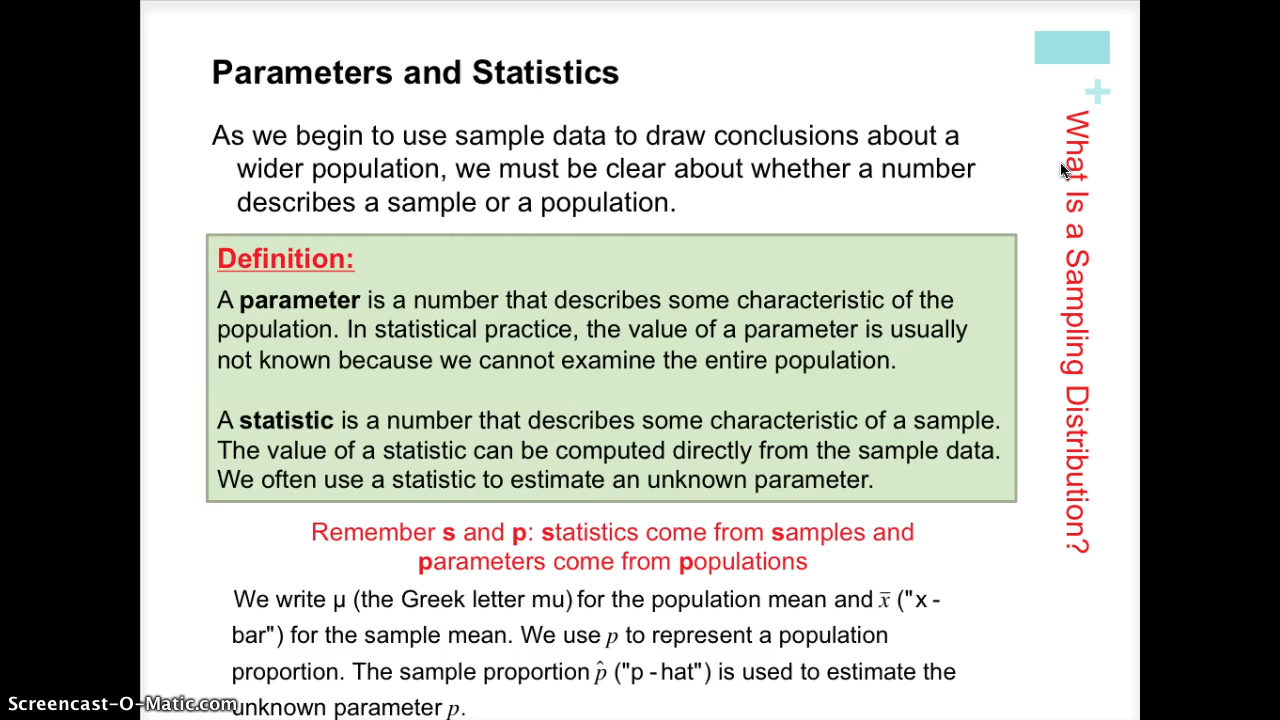 Parameters and Statistics
As we begin to use sample data to draw conclusions about a
wider population, we must be clear about whether a number
describes a sample or a population.
Definition:
A parameter is a number that describes some characteristic of the
population. In statistical practice, the value of a parameter is usually
not known because we cannot examine the entire population.
A statistic is a number that describes some characteristic of a sample.
The value of a statistic can be computed directly from the sample data.
We often use a statistic to estimate an unknown parameter.
Remember s and p: statistics come from samples and
parameters come from populations
We write µ (the Greek letter mu) for the population mean and x̄ ("x -
bar") for the sample mean. We use p to represent a population
proportion. The sample proportion p̂ ("p - hat") is used to estimate the
unknown parameter p.
+
What Is a Sampling Distribution?
Screencast-O-Matic.com